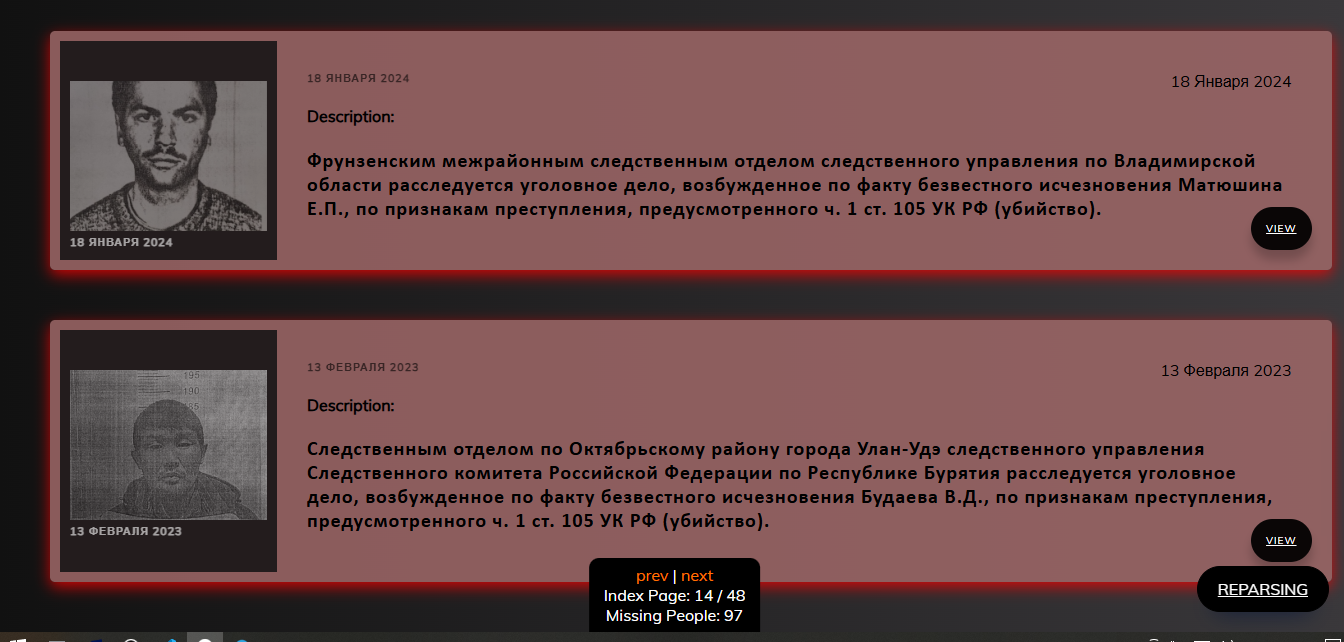 18 ЯНВАРЯ 2024
18 Января 2024
Description:
Фрунзенским межрайонным следственным отделом следственного управления по Владимирской
области расследуется уголовное дело, возбужденное по факту безвестного исчезновения Матюшина
Е.П., по признакам преступления, предусмотренного ч. 1 ст. 105 УК РФ (убийство).
VIEW
18 ЯНВАРЯ 2024
195
190
85
13 ФЕВРАЛЯ 2023
13 Февраля 2023
Description:
Следственным отделом по Октябрьскому району города Улан-Удэ следственного управления
Следственного комитета Российской Федерации по Республике Бурятия расследуется уголовное
дело, возбужденное по факту безвестного исчезновения Будаева В.Д., по признакам преступления,
предусмотренного ч. 1 ст. 105 УК РФ (убийство).
13 ФЕВРАЛЯ 2023
VIEW
prev | next
Index Page: 14 / 48
Missing People: 97
REPARSING